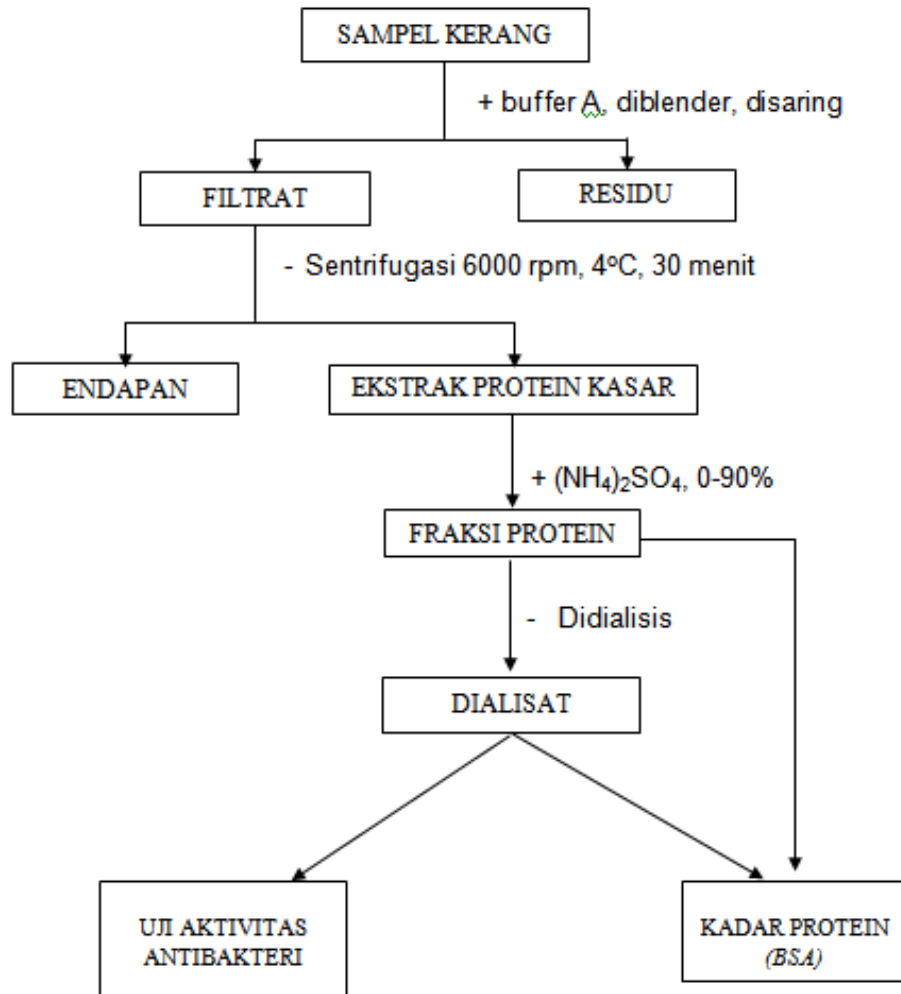 SAMPEL KERANG
+ buffer A, diblender, disaring
FILTRAT
RESIDU
- Sentrifugasi 6000 rpm, 4ºC, 30 menit
ENDAPAN
EKSTRAK PROTEIN KASAR
+ (NH₄)₂SO₄, 0-90%
FRAKSI PROTEIN
- Didialisis
DIALISAT
UJI AKTIVITAS
ANTIBAKTERI
KADAR PROTEIN
(BSA)